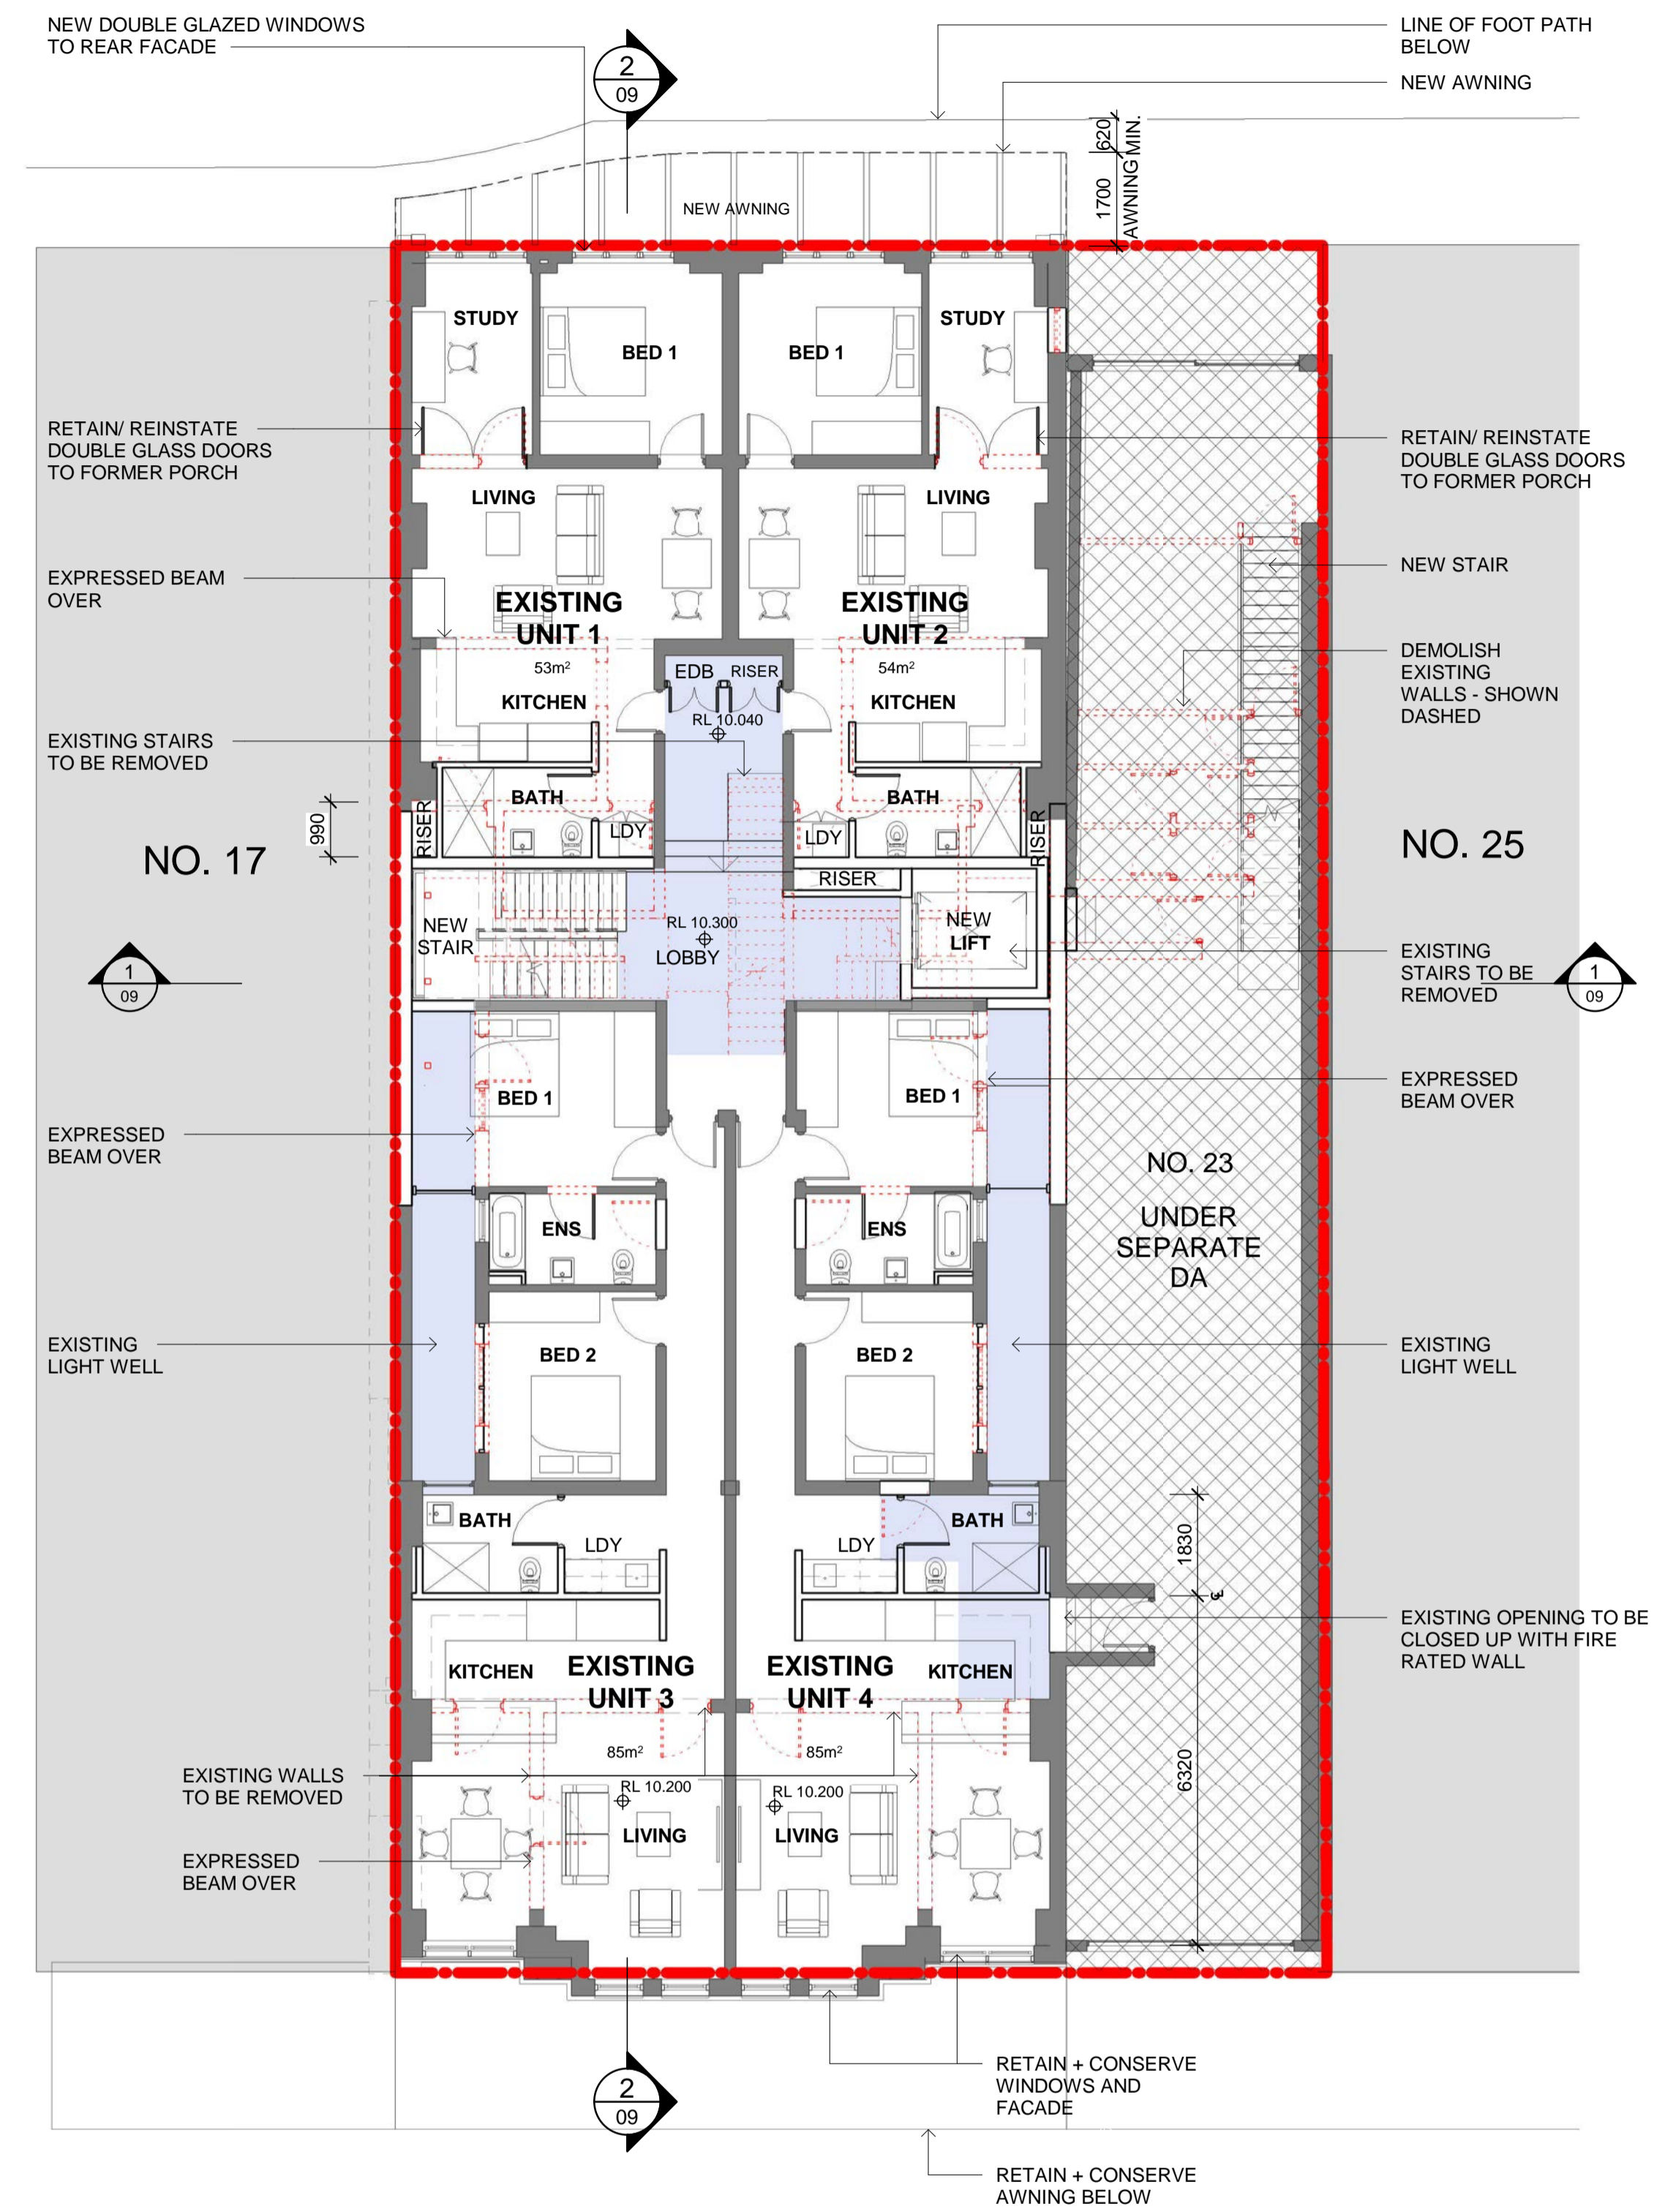 NEW DOUBLE GLAZED WINDOWS
TO REAR FACADE
2
09
LINE OF FOOT PATH
BELOW
NEW AWNING
620
MIN.
1700
AWNING
NEW AWNING
STUDY
BED 1
BED 1
STUDY
RETAIN/ REINSTATE
DOUBLE GLASS DOORS
TO FORMER PORCH
RETAIN/ REINSTATE
DOUBLE GLASS DOORS
TO FORMER PORCH
LIVING
LIVING
EXPRESSED BEAM
OVER
NEW STAIR
EXISTING
UNIT 1
53m²
KITCHEN
EXISTING
UNIT 2
54m²
KITCHEN
EDB
RISER
RL 10.040
DEMOLISH
EXISTING
WALLS - SHOWN
DASHED
EXISTING STAIRS
TO BE REMOVED
BATH
BATH
LDY
LDY
RISER
RISER
RISER
990
NO. 17
NO. 25
NEW
STAIR
RL 10.300
LOBBY
NEW
LIFT
1
09
EXISTING
STAIRS TO BE
REMOVED
1
09
BED 1
BED 1
EXPRESSED
BEAM OVER
EXPRESSED
BEAM OVER
NO. 23
UNDER
SEPARATE
DA
ENS
ENS
EXISTING
LIGHT WELL
BED 2
BED 2
EXISTING
LIGHT WELL
BATH
LDY
LDY
BATH
1830
EXISTING OPENING TO BE
CLOSED UP WITH FIRE
RATED WALL
KITCHEN
EXISTING
UNIT 3
EXISTING
UNIT 4
KITCHEN
85m²
85m²
6320
EXISTING WALLS
TO BE REMOVED
RL 10.200
RL 10.200
LIVING
LIVING
EXPRESSED
BEAM OVER
2
09
RETAIN + CONSERVE
WINDOWS AND
FACADE
RETAIN + CONSERVE
AWNING BELOW